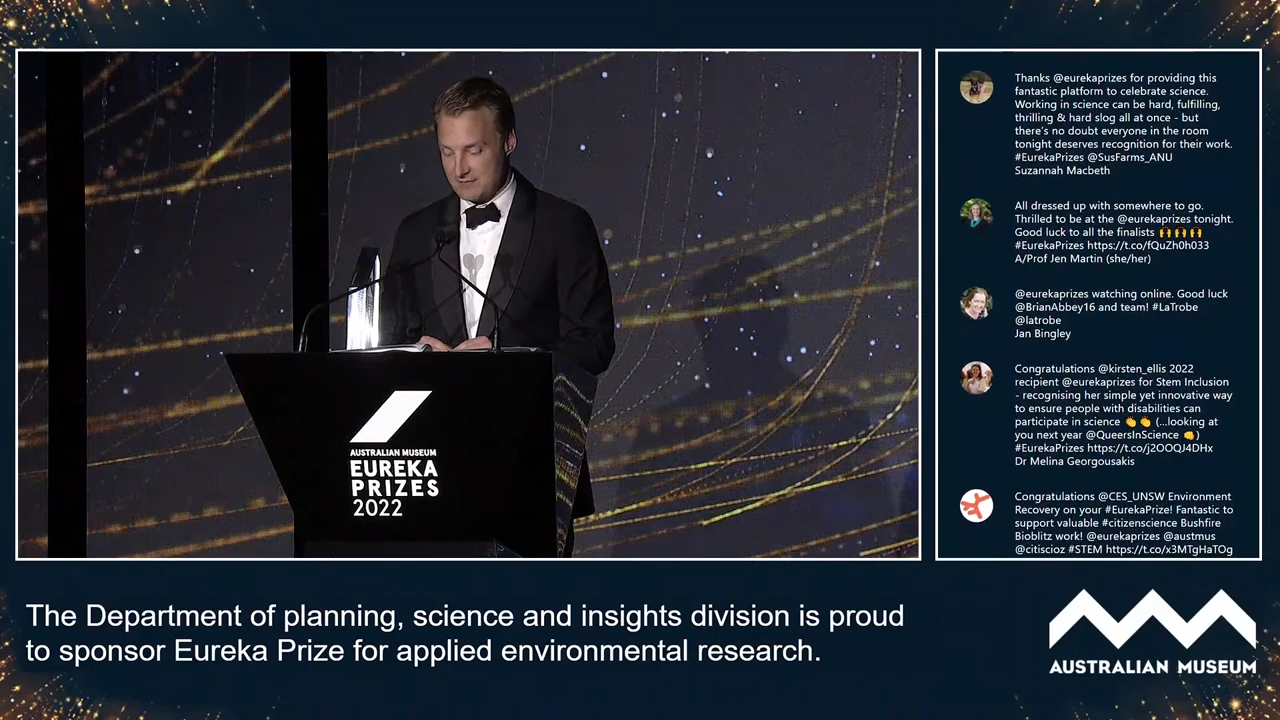 AUSTRALIAN MUSEUM
EUREKA
PRIZES
2022
Thanks @eurekaprizes for providing this
fantastic platform to celebrate science.
Working in science can be hard, fulfilling,
thrilling & hard slog all at once - but
there's no doubt everyone in the room
tonight deserves recognition for their work.
#EurekaPrizes @SusFarms_ANU
Suzannah Macbeth
All dressed up with somewhere to go.
Thrilled to be at the @eurekaprizes tonight.
Good luck to all the finalists 🙌 🙌 🙌
#EurekaPrizes https://t.co/fQuZh0h033
A/Prof Jen Martin (she/her)
@eurekaprizes watching online. Good luck
@BrianAbbey16 and team! #LaTrobe
@latrobe
Jan Bingley
Congratulations @kirsten_ellis 2022
recipient @eurekaprizes for Stem Inclusion
- recognising her simple yet innovative way
to ensure people with disabilities can
participate in science 👏 👏 (...looking at
you next year @QueersInScience 👊)
#EurekaPrizes https://t.co/j2OOQJ4DHx
Dr Melina Georgousakis
Congratulations @CES_UNSW Environment
Recovery on your #EurekaPrize! Fantastic to
support valuable #citizenscience Bushfire
Bioblitz work! @eurekaprizes @austmus
@citiscioz #STEM https://t.co/x3MTgHaTOg
The Department of planning, science and insights division is proud
to sponsor Eureka Prize for applied environmental research.
AUSTRALIAN MUSEUM